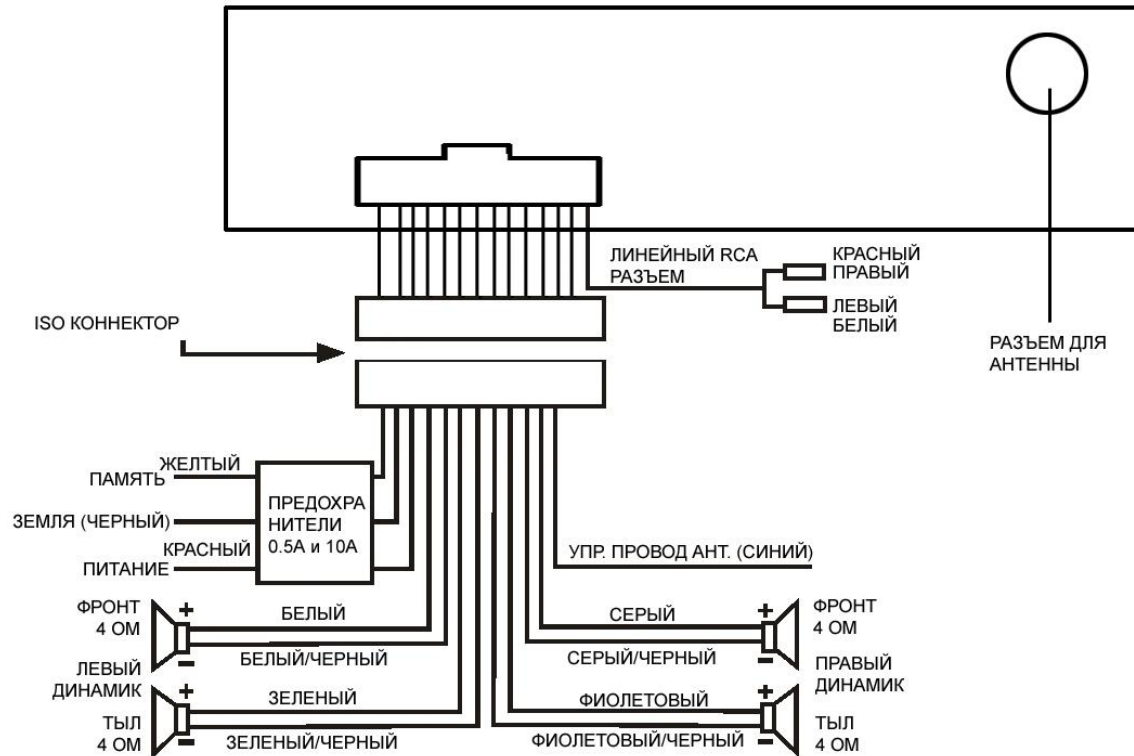 ЛИНЕЙНЫЙ RCA
РАЗЪЕМ
КРАСНЫЙ
ПРАВЫЙ
ЛЕВЫЙ
БЕЛЫЙ
РАЗЪЕМ ДЛЯ
АНТЕННЫ
ISO КОННЕКТОР
ЖЕЛТЫЙ
ПАМЯТЬ
ЗЕМЛЯ (ЧЕРНЫЙ)
КРАСНЫЙ
ПИТАНИЕ
ПРЕДОХРА
НИТЕЛИ
0.5А и 10А
УПР. ПРОВОД АНТ. (СИНИЙ)
ФРОНТ
4 ОМ
+
−
БЕЛЫЙ
БЕЛЫЙ/ЧЕРНЫЙ
ЛЕВЫЙ
ДИНАМИК
ТЫЛ
4 ОМ
+
−
ЗЕЛЕНЫЙ
ЗЕЛЕНЫЙ/ЧЕРНЫЙ
СЕРЫЙ
СЕРЫЙ/ЧЕРНЫЙ
+
−
ФРОНТ
4 ОМ
ПРАВЫЙ
ДИНАМИК
ФИОЛЕТОВЫЙ
ФИОЛЕТОВЫЙ/ЧЕРНЫЙ
+
−
ТЫЛ
4 ОМ